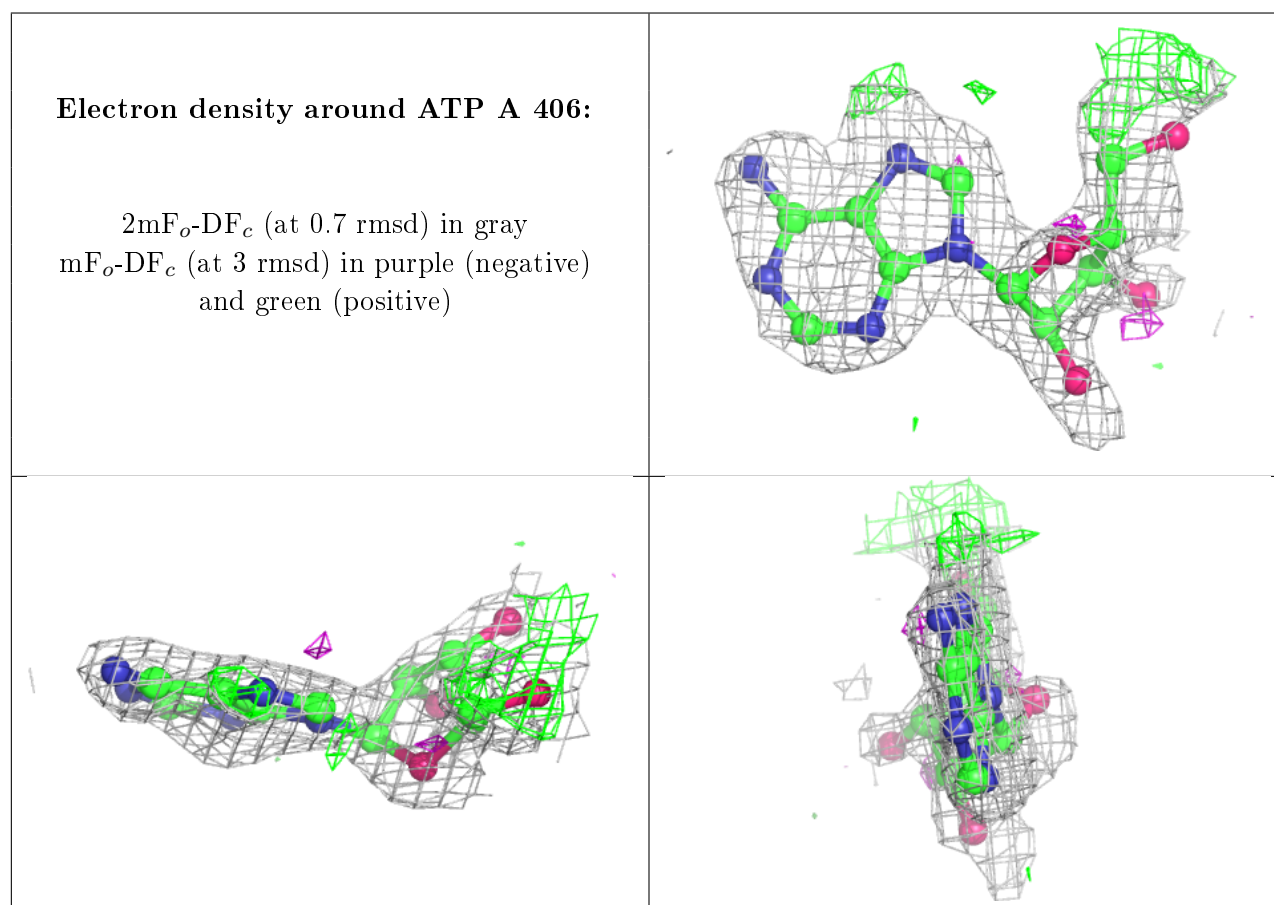 Electron density around ATP A 406:
2mFo-DFc (at 0.7 rmsd) in gray
mFo-DFc (at 3 rmsd) in purple (negative)
and green (positive)